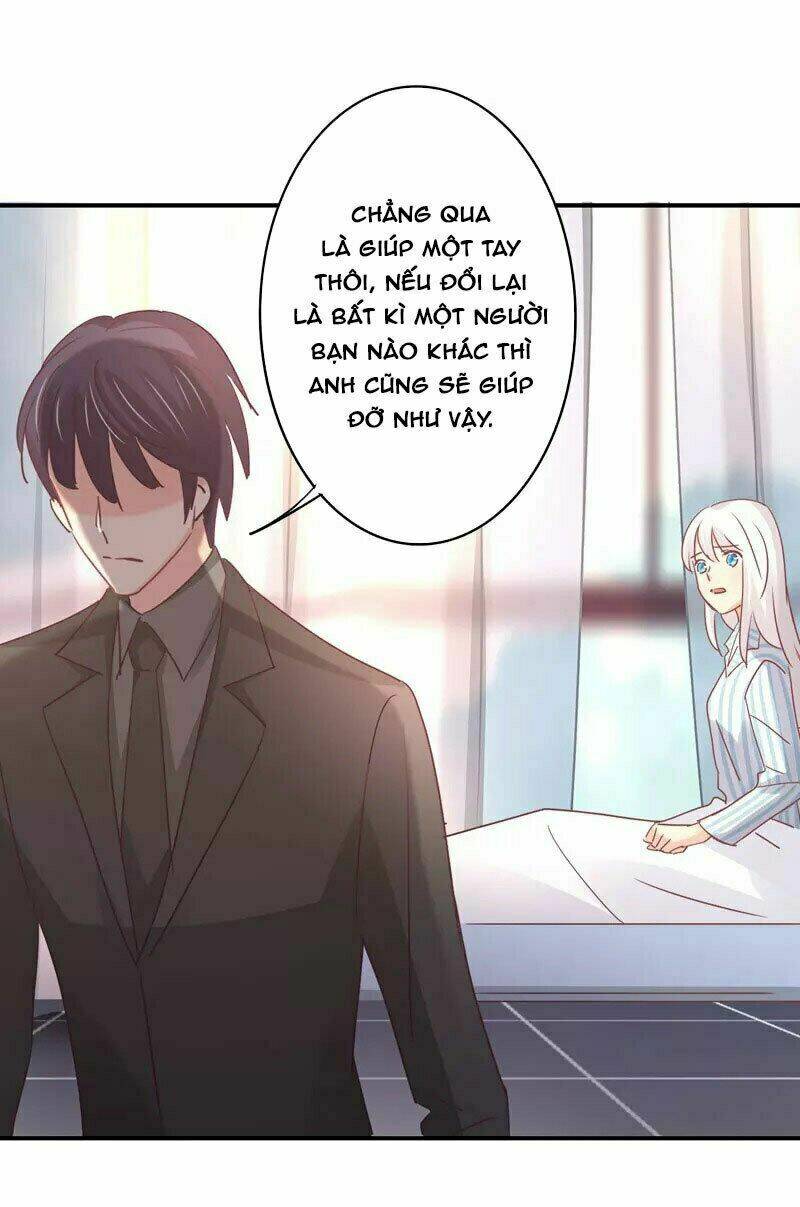 CHẲNG QUA
LÀ GIÚP MỘT TAY
THÔI, NẾU ĐỔI LẠI
LÀ BẤT KÌ MỘT NGƯỜI
BẠN NÀO KHÁC THÌ
ANH CŨNG SẼ GIÚP
ĐỠ NHƯ VẬY.